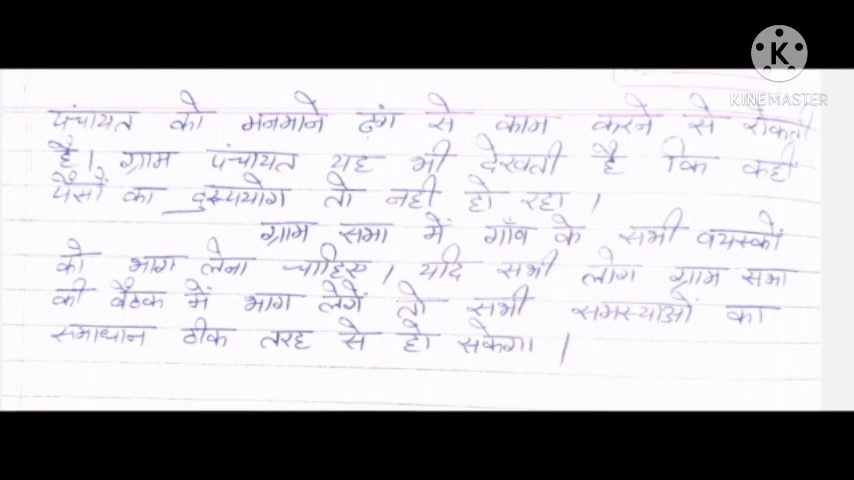 KINEMASTER
पंचायत को मनमाने ढ़ंग से काम करने से रोकती
है। ग्राम पंचायत यह भी देखती है कि कही
पैसों का दुरुपयोग तो नही हो रहा ।
ग्राम सभा में गाँव के सभी वयस्कों
को भाग लेना चाहिए । यदि सभी लोग ग्राम सभा
की बैठक में भाग लेगें तो सभी समस्याओं का
समाधान ठीक तरह से हो सकेगा ।